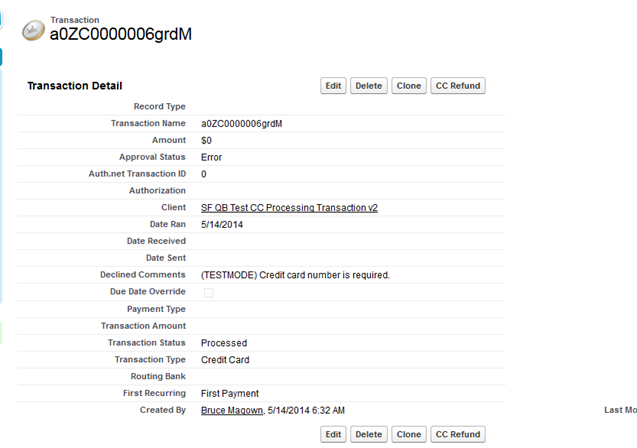 Transaction
a0ZC0000006grdM
Transaction Detail Edit Delete Clone CC Refund
Record Type
Transaction Name a0ZC0000006grdM
Amount $0
Approval Status Error
Auth.net Transaction ID 0
Authorization
Client SF QB Test CC Processing Transaction v2
Date Ran 5/14/2014
Date Received
Date Sent
Declined Comments (TESTMODE) Credit card number is required.
Due Date Override
Payment Type
Transaction Amount
Transaction Status Processed
Transaction Type Credit Card
Routing Bank
First Recurring First Payment
Created By Bruce Magown, 5/14/2014 6:32 AM Last Mo
Edit Delete Clone CC Refund